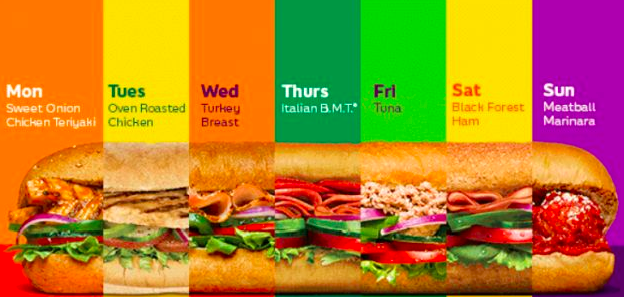 Mon
Sweet Onion
Chicken Teriyaki
Tues
Oven Roasted
Chicken
Wed
Turkey
Breast
Thurs
Italian B.M.T.®
Fri
Tuna
Sat
Black Forest
Ham
Sun
Meatball
Marinara